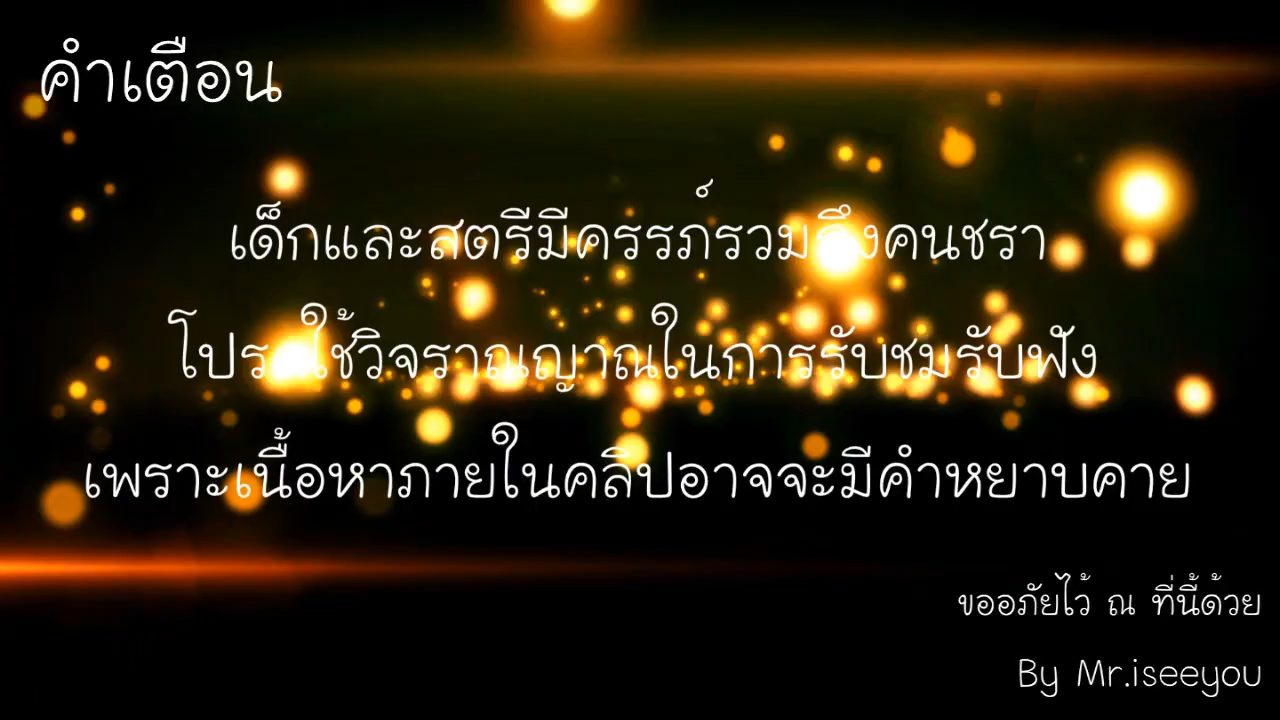 คำเตือน
เด็กและสตรีมีครรภ์รวมถึงคนชรา
โปรดใช้วิจราณญาณในการรับชมรับฟัง
เพราะเนื้อหาภายในคลิปอาจจะมีคำหยาบคาย
ขออภัยไว้ ณ ที่นี้ด้วย
By Mr.iseeyou